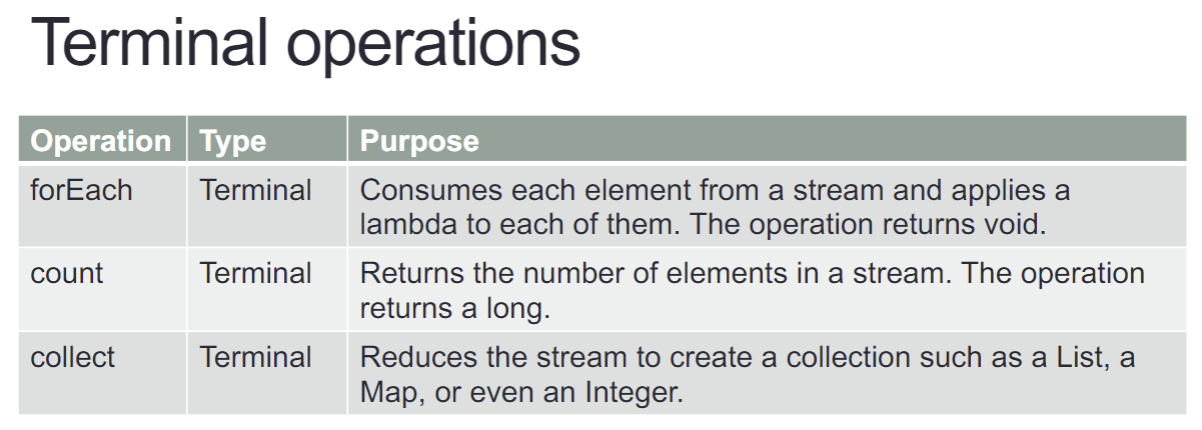 Terminal operations
Operation Type Purpose
forEach Terminal Consumes each element from a stream and applies a
lambda to each of them. The operation returns void.
count Terminal Returns the number of elements in a stream. The operation
returns a long.
collect Terminal Reduces the stream to create a collection such as a List, a
Map, or even an Integer.